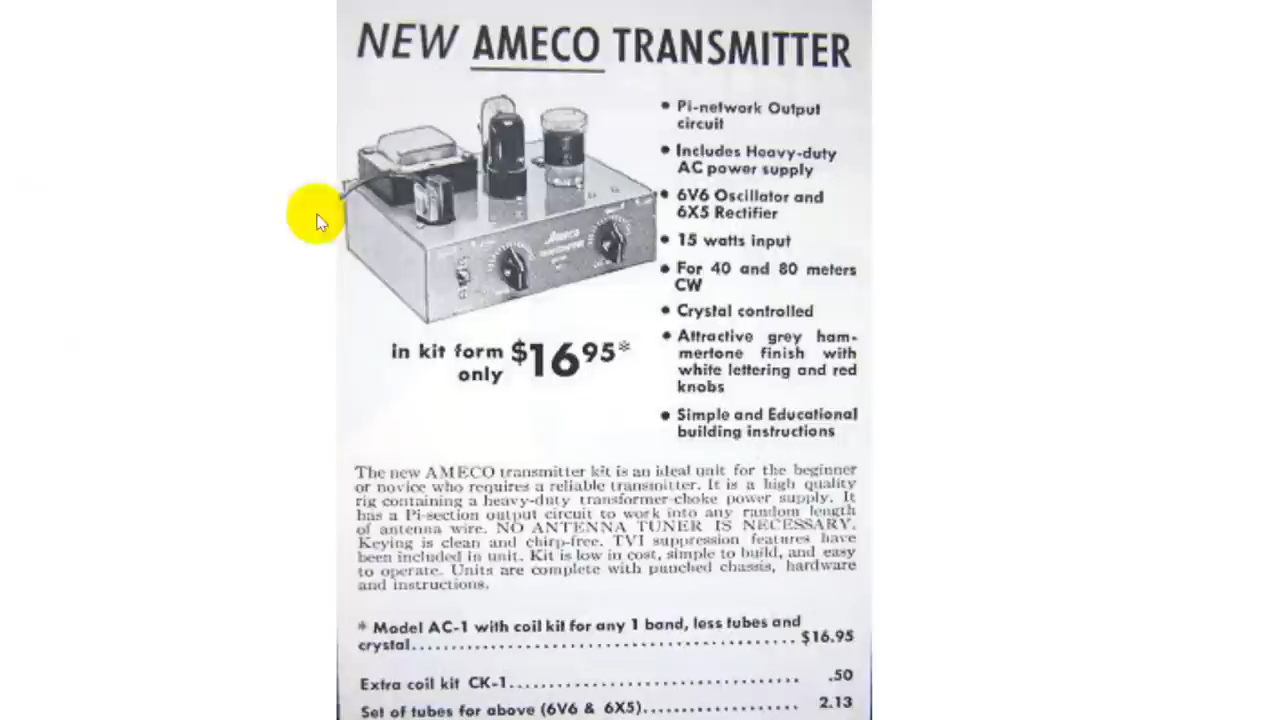 NEW AMECO TRANSMITTER
• Pi-network Output
circuit
• Includes Heavy-duty
AC power supply
• 6V6 Oscillator and
6X5 Rectifier
• 15 watts input
• For 40 and 80 meters
CW
• Crystal controlled
• Attractive grey ham-
mertone finish with
white lettering and red
knobs
• Simple and Educational
building instructions
Ameco
in kit form
only $16 95*
The new AMECO transmitter kit is an ideal unit for the beginner
or novice who requires a reliable transmitter. It is a high quality
rig containing a heavy-duty transformer-choke power supply. It
has a Pi-section output circuit to work into any random length
of antenna wire. NO ANTENNA TUNER IS NECESSARY.
Keying is clean and chirp-free. TVI suppression features have
been included in unit. Kit is low in cost, simple to build, and easy
to operate. Units are complete with punched chassis, hardware
and instructions.
* Model AC-1 with coil kit for any 1 band, less tubes and
crystal.......................................................... $16.95
Extra coil kit CK-1............................................ .50
Set of tubes for above (6V6 & 6X5)....................... 2.13